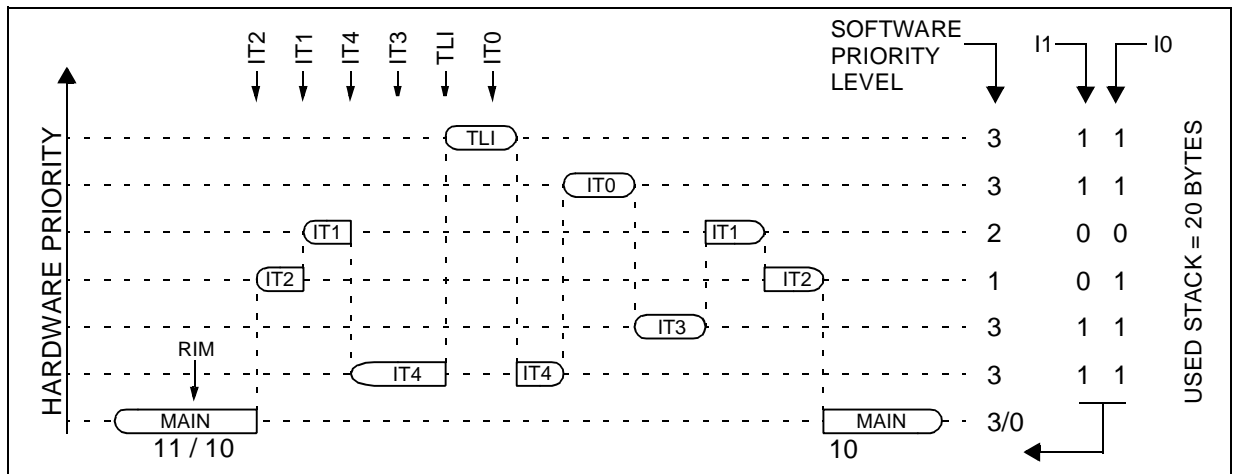 IT2
IT1
IT4
IT3
TLI
IT0
SOFTWARE
PRIORITY
LEVEL
I1
I0
HARDWARE PRIORITY
TLI
3
1 1
IT0
3
1 1
IT1
IT1
2
0 0
IT2
IT2
1
0 1
IT3
3
1 1
RIM
IT4
IT4
3
1 1
MAIN
MAIN
3/0
11 / 10
10
USED STACK = 20 BYTES